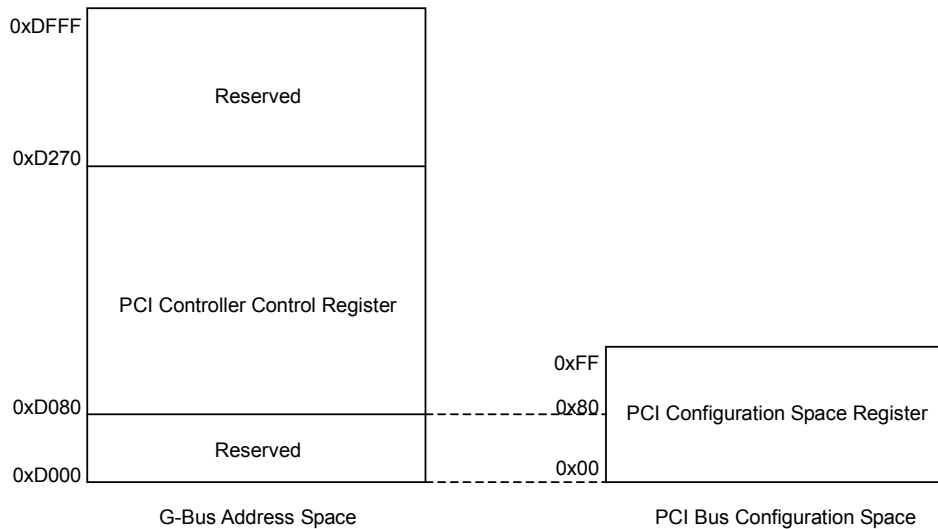 0xDFFF
Reserved
0xD270
PCI Controller Control Register
0xD080
Reserved
0xD000
G-Bus Address Space
0xFF
0x80
PCI Configuration Space Register
0x00
PCI Bus Configuration Space